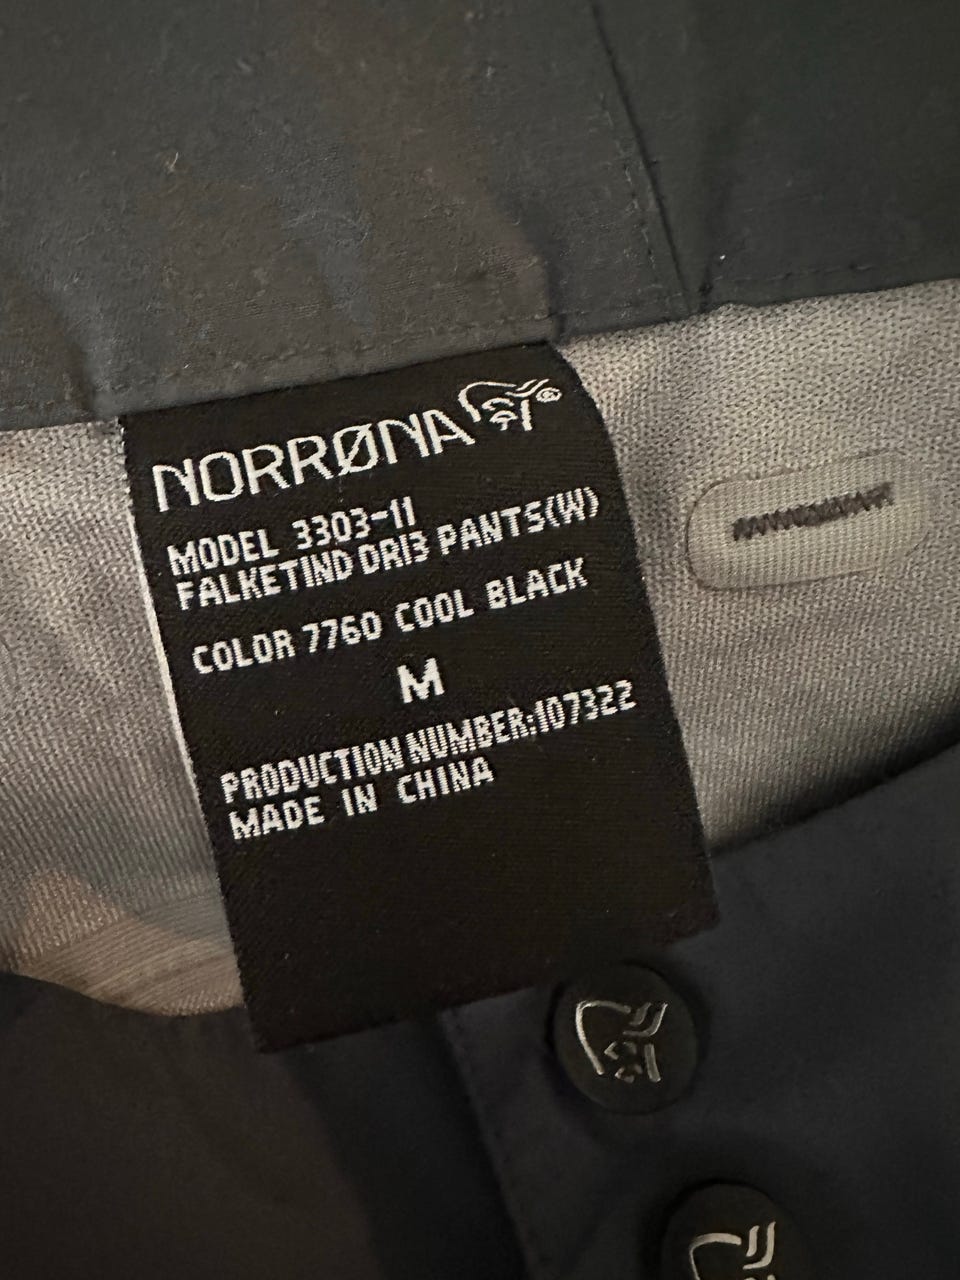 NORRØNA®
MODEL 3303-11
FALKETIND DRI3 PANTS(W)
COLOR 7760 COOL BLACK
M
PRODUCTION NUMBER:107322
MADE IN CHINA